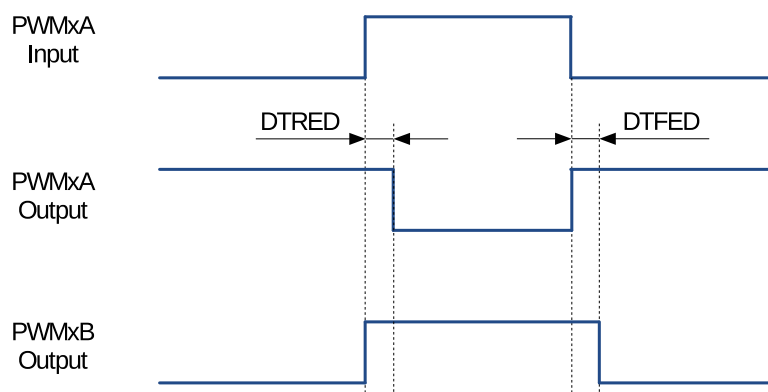 PWMxA
Input
DTRED
DTFED
PWMxA
Output
PWMxB
Output